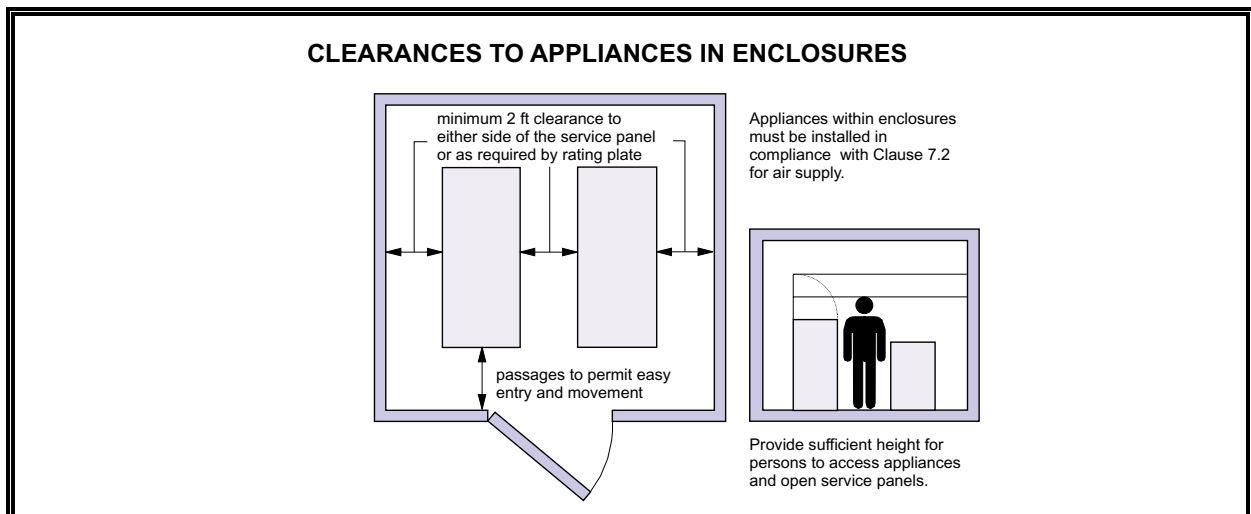 CLEARANCES TO APPLIANCES IN ENCLOSURES
minimum 2 ft clearance to
either side of the service panel
or as required by rating plate
passages to permit easy
entry and movement
Appliances within enclosures
must be installed in
compliance with Clause 7.2
for air supply.
Provide sufficient height for
persons to access appliances
and open service panels.